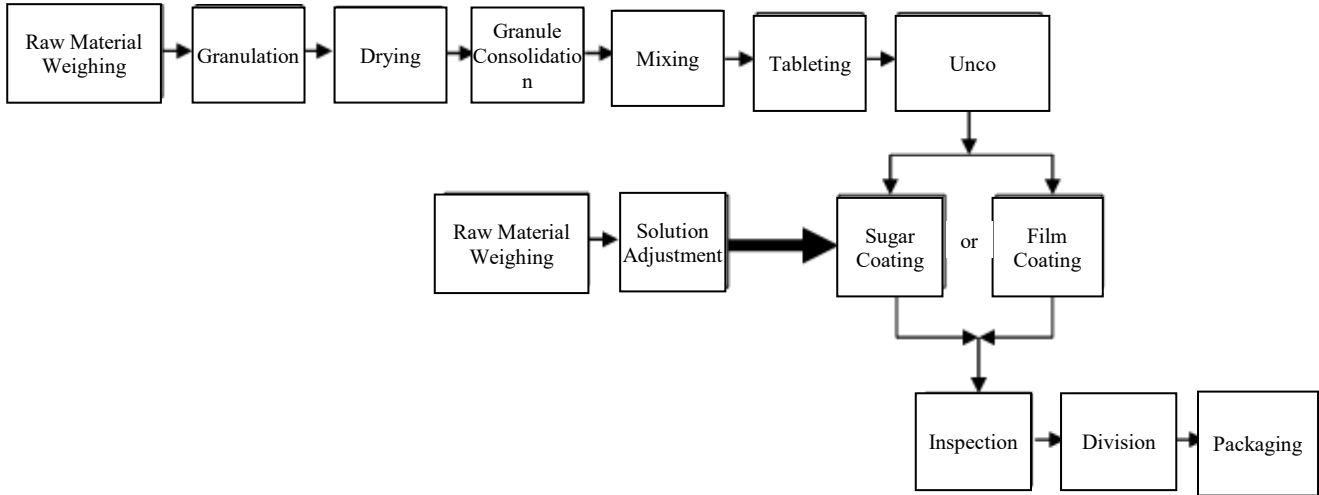 Raw Material
Weighing
Granulation
Drying
Granule
Consolidatio
n
Mixing
Tableting
Unco
Raw Material
Weighing
Solution
Adjustment
Sugar
Coating
or
Film
Coating
Inspection
Division
Packaging